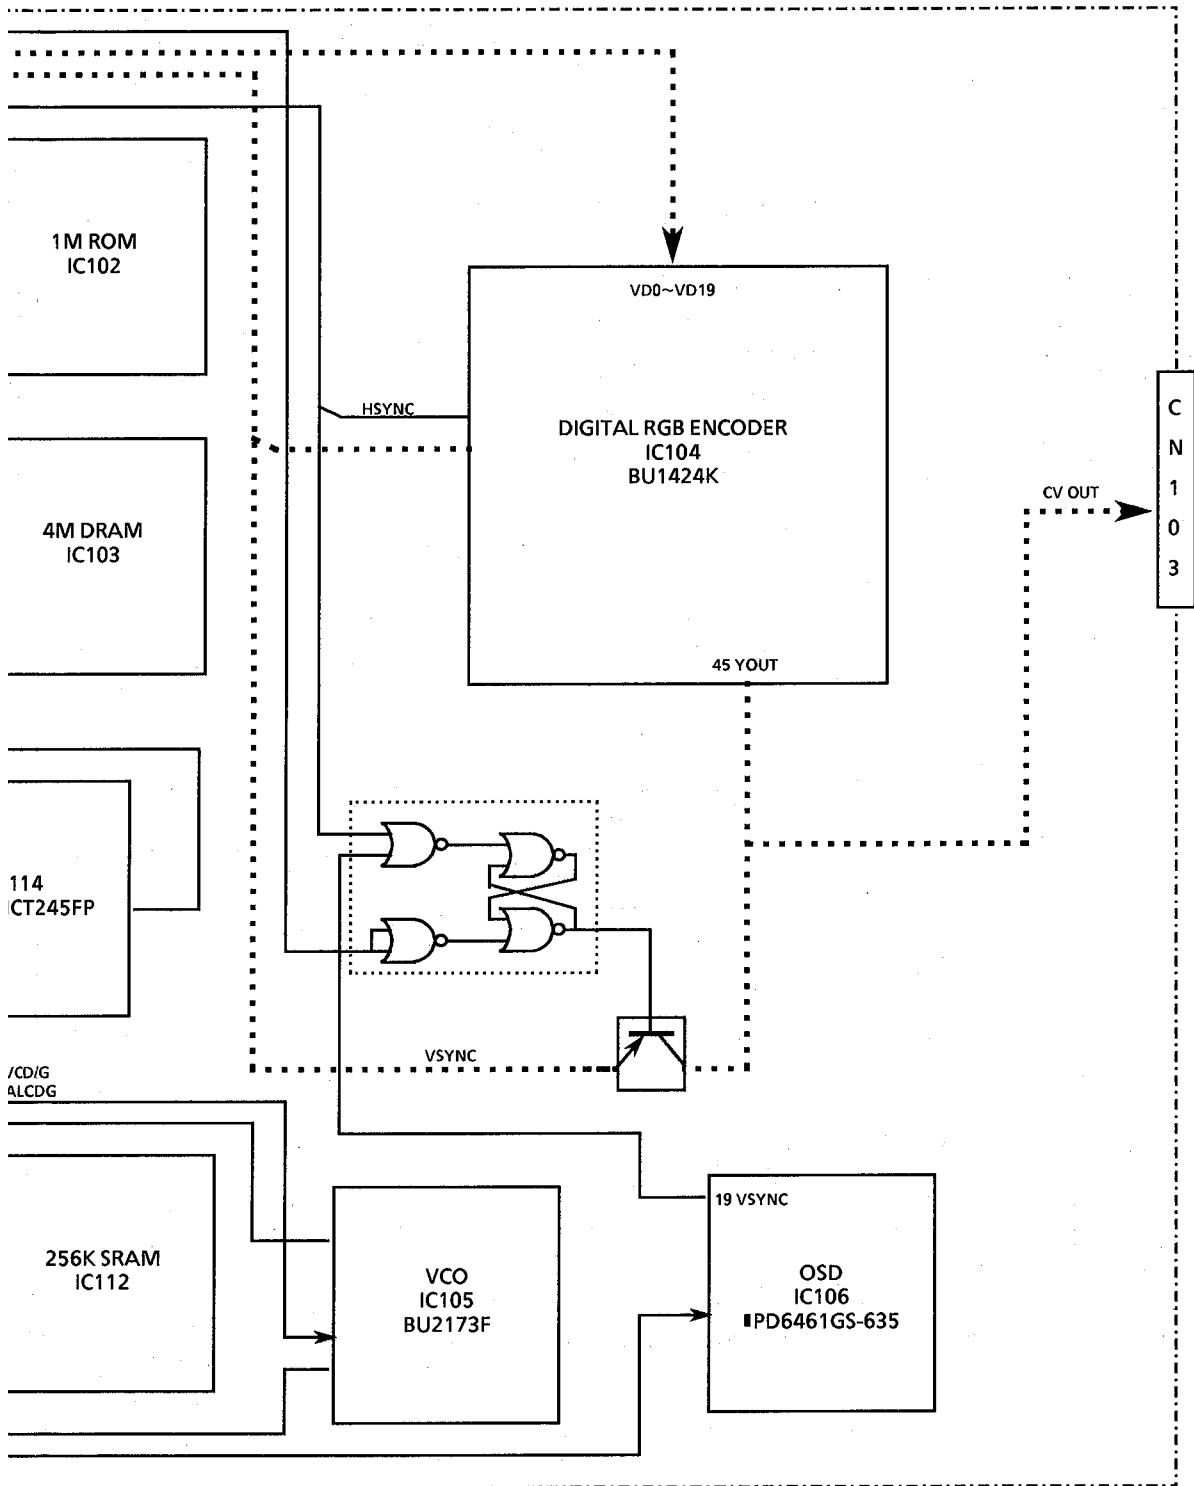 1M ROM
IC102
VD0~VD19
HSYNC
DIGITAL RGB ENCODER
IC104
BU1424K
C
N
1
0
3
CV OUT
4M DRAM
IC103
45 YOUT
114
ICT245FP
VSYNC
/CD/G
ALCDG
19 VSYNC
256K SRAM
IC112
VCO
IC105
BU2173F
OSD
IC106
PD6461GS-635